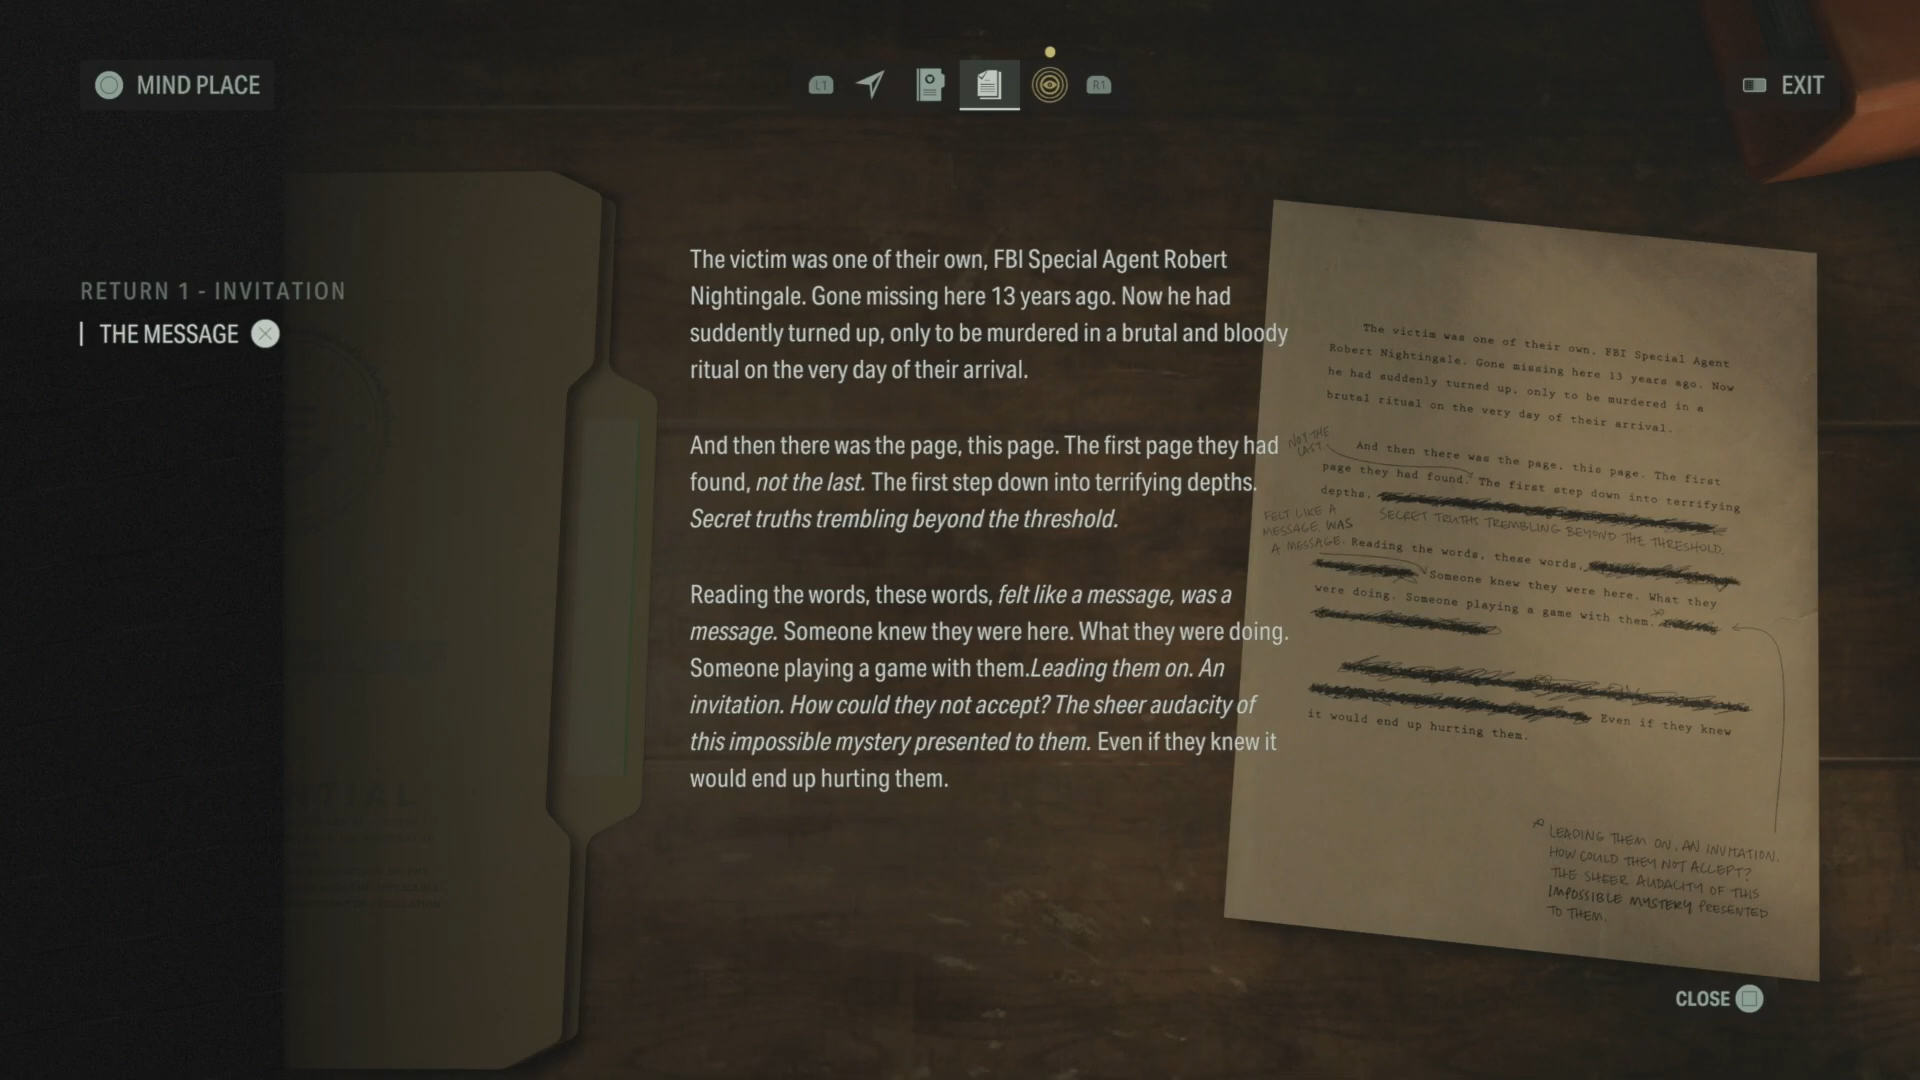 MIND PLACE
L1
R1
EXIT
RETURN 1 - INVITATION
THE MESSAGE
The victim was one of their own, FBI Special Agent Robert
Nightingale. Gone missing here 13 years ago. Now he had
suddenly turned up, only to be murdered in a brutal and bloody
ritual on the very day of their arrival.
And then there was the page, this page. The first page they had
found, not the last. The first step down into terrifying depths.
Secret truths trembling beyond the threshold.
Reading the words, these words, felt like a message, was a
message. Someone knew they were here. What they were doing.
Someone playing a game with them.Leading them on. An
invitation. How could they not accept? The sheer audacity of
this impossible mystery presented to them. Even if they knew it
would end up hurting them.
The victim was one of their own, FBI Special Agent
Robert Nightingale. Gone missing here 13 years ago. Now
he had suddenly turned up, only to be murdered in a
brutal ritual on the very day of their arrival.
NOT THE
LAST.
And then there was the page, this page. The first
page they had found. The first step down into terrifying
depths.
SECRET TRUTHS TREMBLING BEYOND THE THRESHOLD.
FELT LIKE A
MESSAGE, WAS
A MESSAGE.
Reading the words, these words,
Someone knew they were here. What they
were doing. Someone playing a game with them.
Even if they knew
it would end up hurting them.
LEADING THEM ON. AN INVITATION.
HOW COULD THEY NOT ACCEPT?
THE SHEER AUDACITY OF THIS
IMPOSSIBLE MYSTERY PRESENTED
TO THEM.
NTIAL
CLOSE